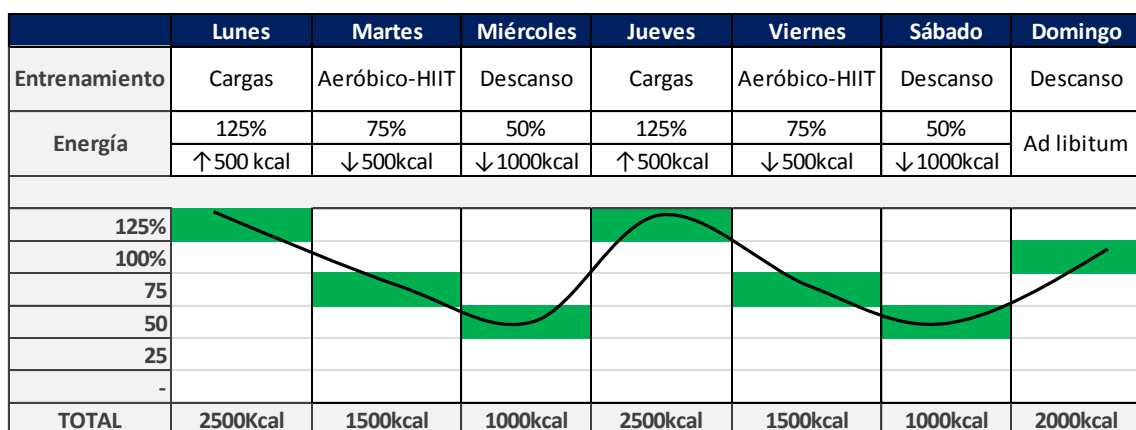 Lunes Martes Miércoles Jueves Viernes Sábado Domingo
Entrenamiento Cargas Aeróbico-HIIT Descanso Cargas Aeróbico-HIIT Descanso Descanso
Energía 125% 75% 50% 125% 75% 50% Ad libitum
↑500 kcal ↓500kcal ↓1000kcal ↑500kcal ↓500kcal ↓1000kcal
125%
100%
75
50
25
-
TOTAL 2500Kcal 1500kcal 1000kcal 2500kcal 1500kcal 1000kcal 2000kcal